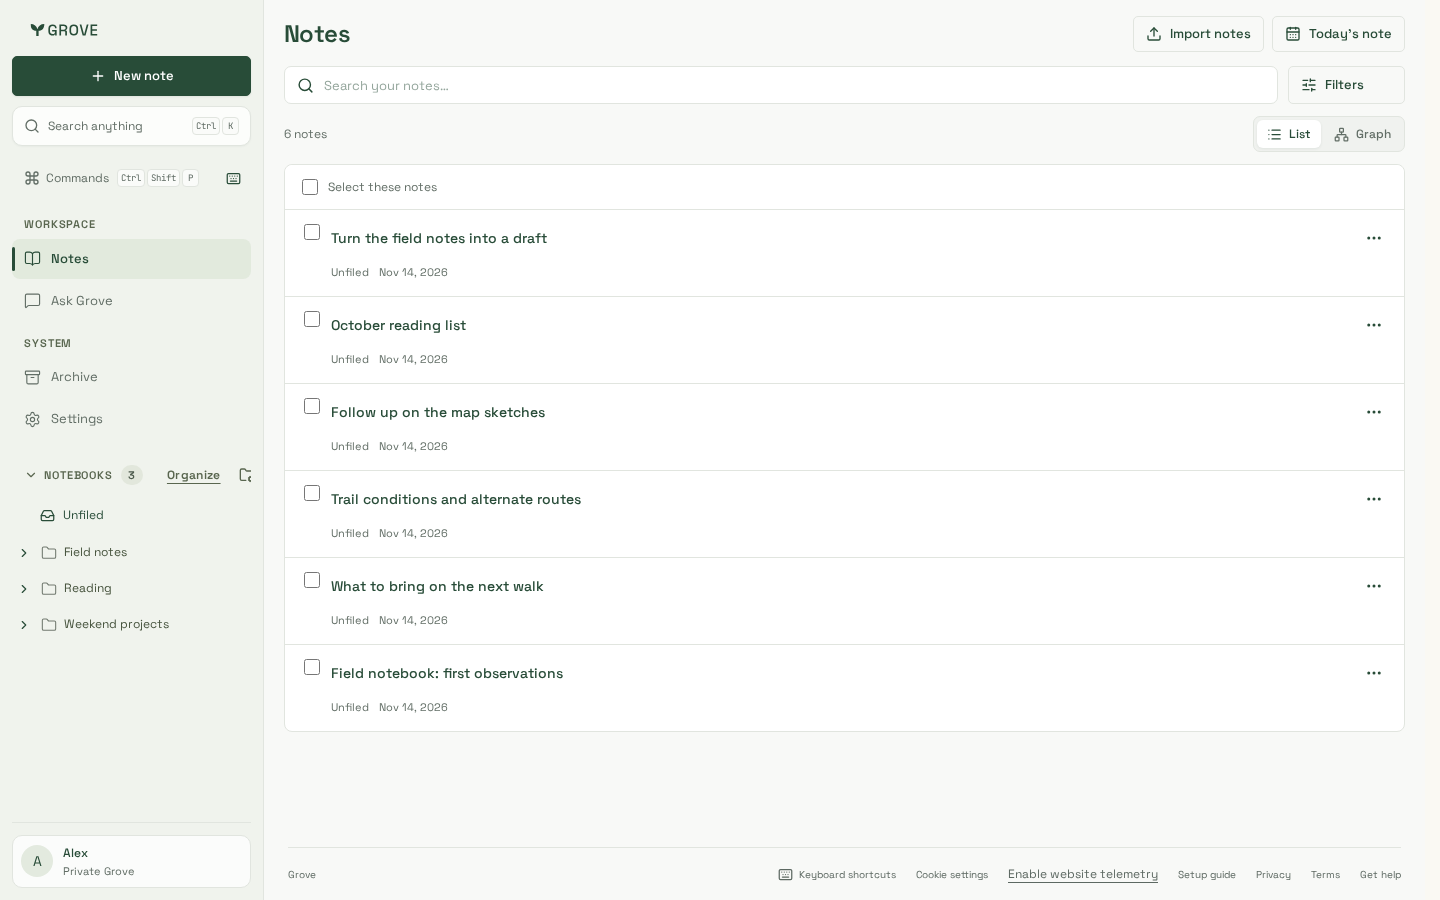 GROVE
New note
Search anything Ctrl K
Commands Ctrl Shift P
WORKSPACE
Notes
Ask Grove
SYSTEM
Archive
Settings
NOTEBOOKS 3 Organize
Unfiled
Field notes
Reading
Weekend projects
A
Alex
Private Grove
Notes
Import notes
Today's note
Search your notes...
Filters
6 notes
List
Graph
Select these notes
Turn the field notes into a draft
Unfiled Nov 14, 2026
October reading list
Unfiled Nov 14, 2026
Follow up on the map sketches
Unfiled Nov 14, 2026
Trail conditions and alternate routes
Unfiled Nov 14, 2026
What to bring on the next walk
Unfiled Nov 14, 2026
Field notebook: first observations
Unfiled Nov 14, 2026
Grove
Keyboard shortcuts
Cookie settings
Enable website telemetry
Setup guide
Privacy
Terms
Get help